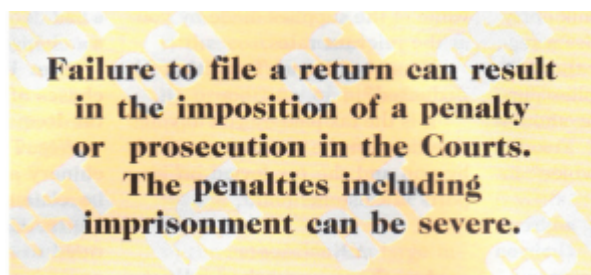 Failure to file a return can result
in the imposition of a penalty
or prosecution in the Courts.
The penalties including
imprisonment can be severe.